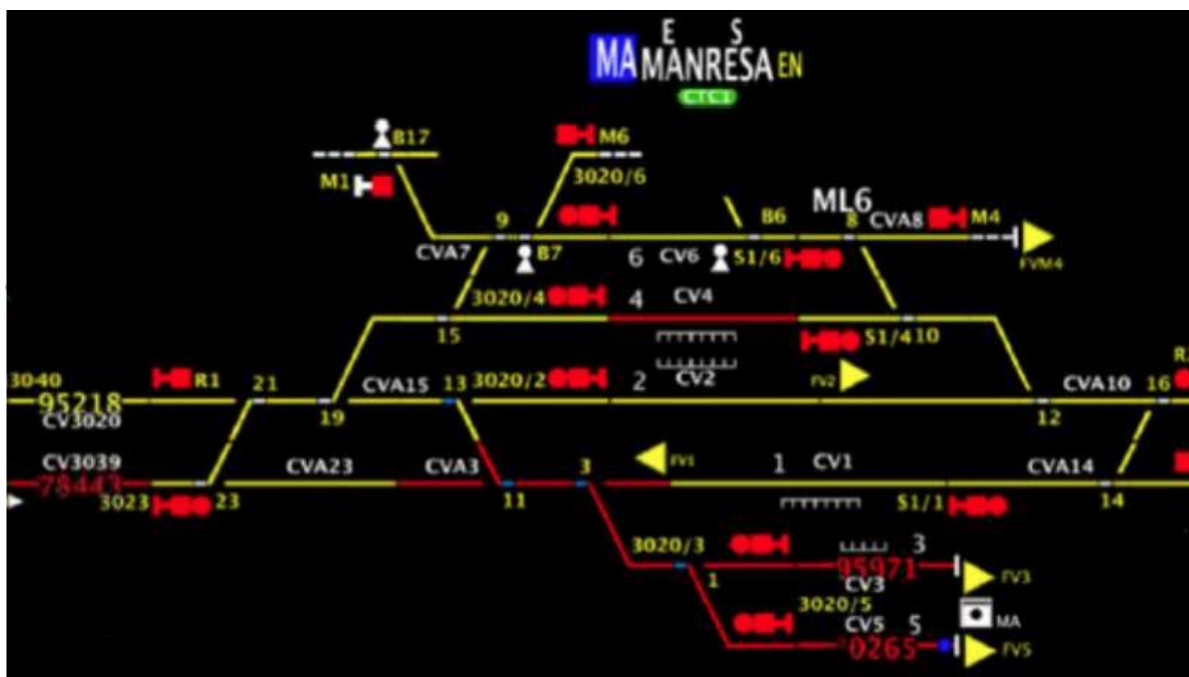 E S
MA MANRESA EN
CTC1
B17
M6
M1
3020/6
ML6
9
B6
8
CVA8
M4
CVA7
B7
6
CV6
S1/6
FVM4
3020/4
4
CV4
15
S1/4
10
3040
R1
21
CVA15
13
3020/2
2
CV2
FV2
CVA10
16
95218
19
12
CV3020
CV3039
CVA23
CVA3
3
FV1
1
CV1
CVA14
78443
3023
23
11
S1/1
14
3020/3
3
95971
1
CV3
FV3
3020/5
MA
CV5
5
0265
FV5